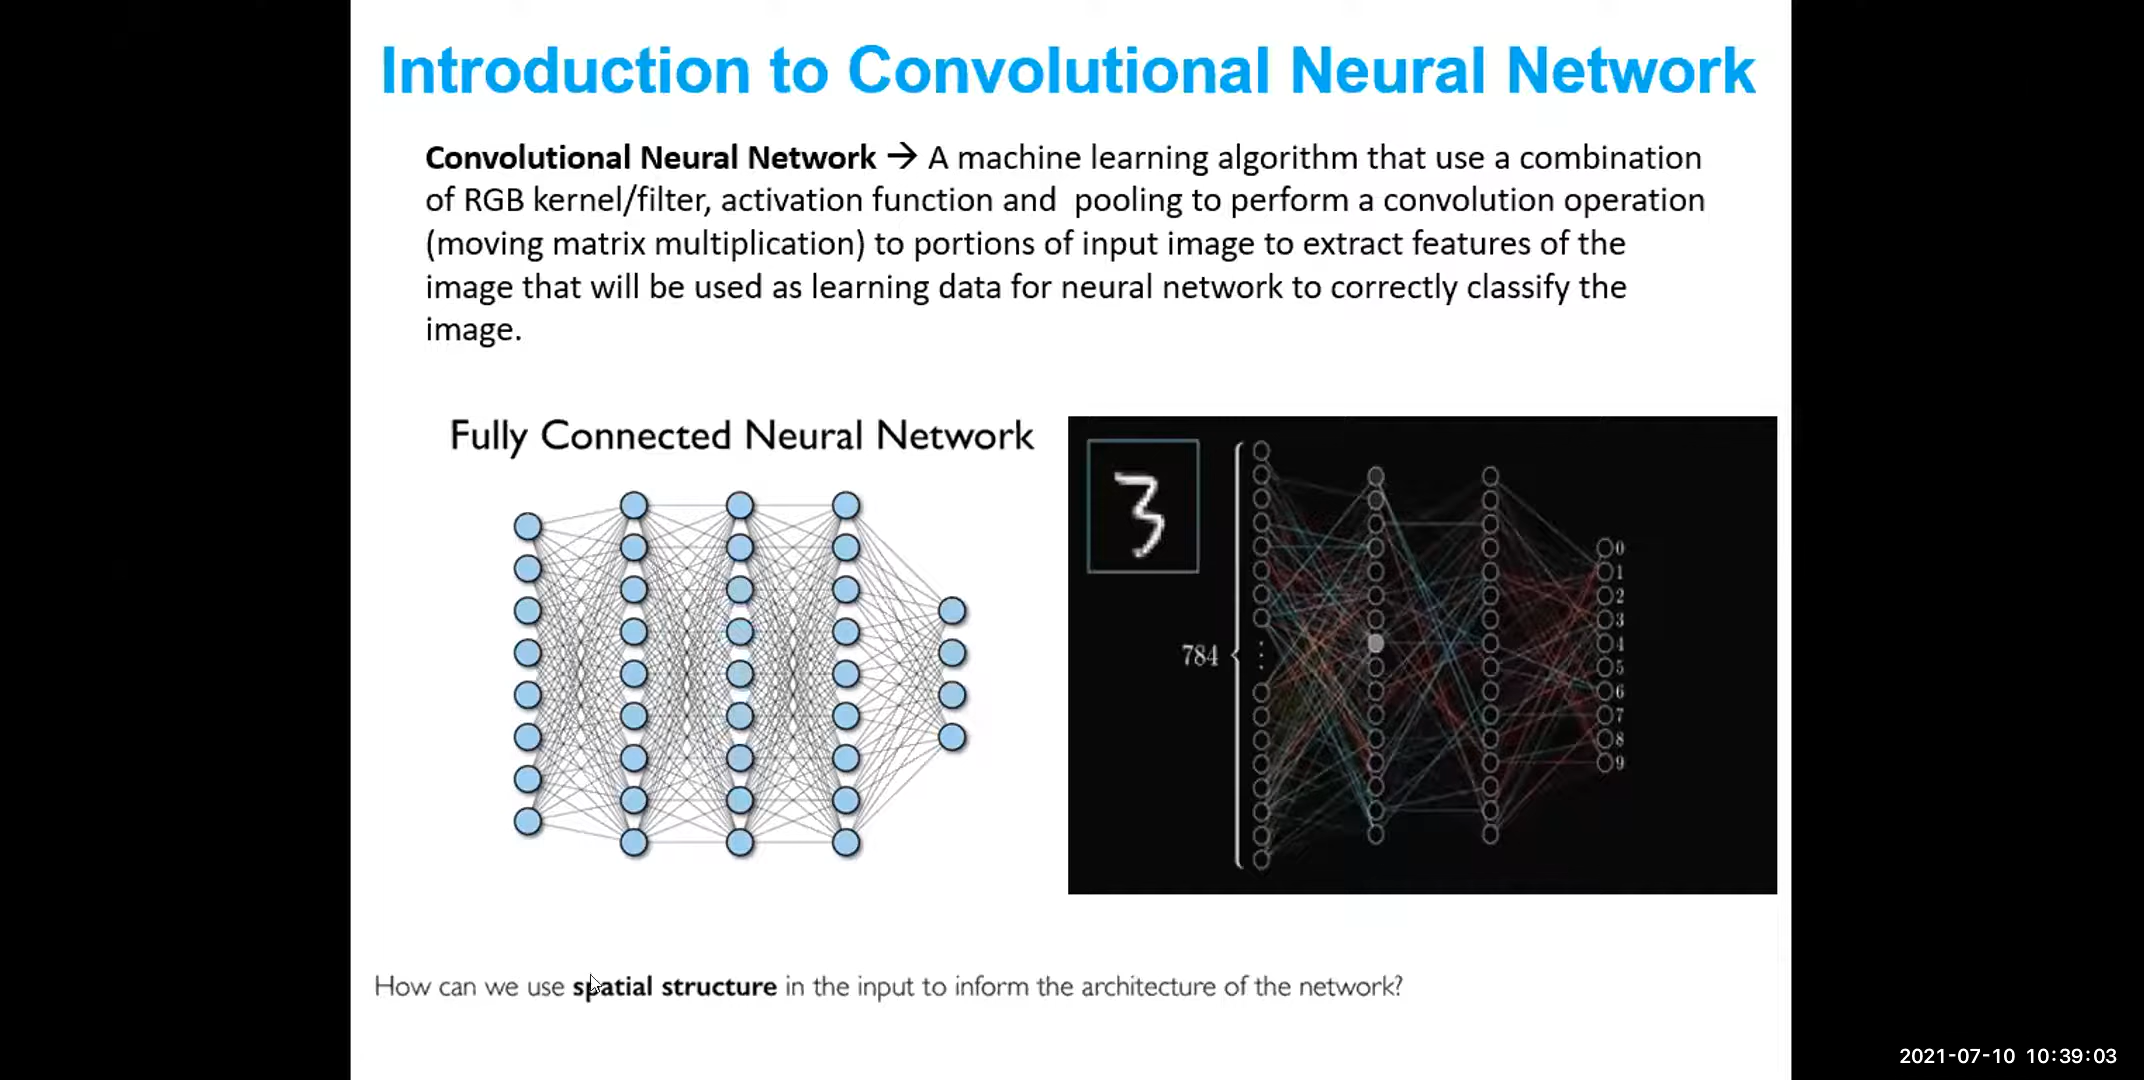 Introduction to Convolutional Neural Network
Convolutional Neural Network → A machine learning algorithm that use a combination
of RGB kernel/filter, activation function and pooling to perform a convolution operation
(moving matrix multiplication) to portions of input image to extract features of the
image that will be used as learning data for neural network to correctly classify the
image.
Fully Connected Neural Network
3
784
0
1
2
3
4
5
6
7
8
9
How can we use spatial structure in the input to inform the architecture of the network?
2021-07-10 10:39:03